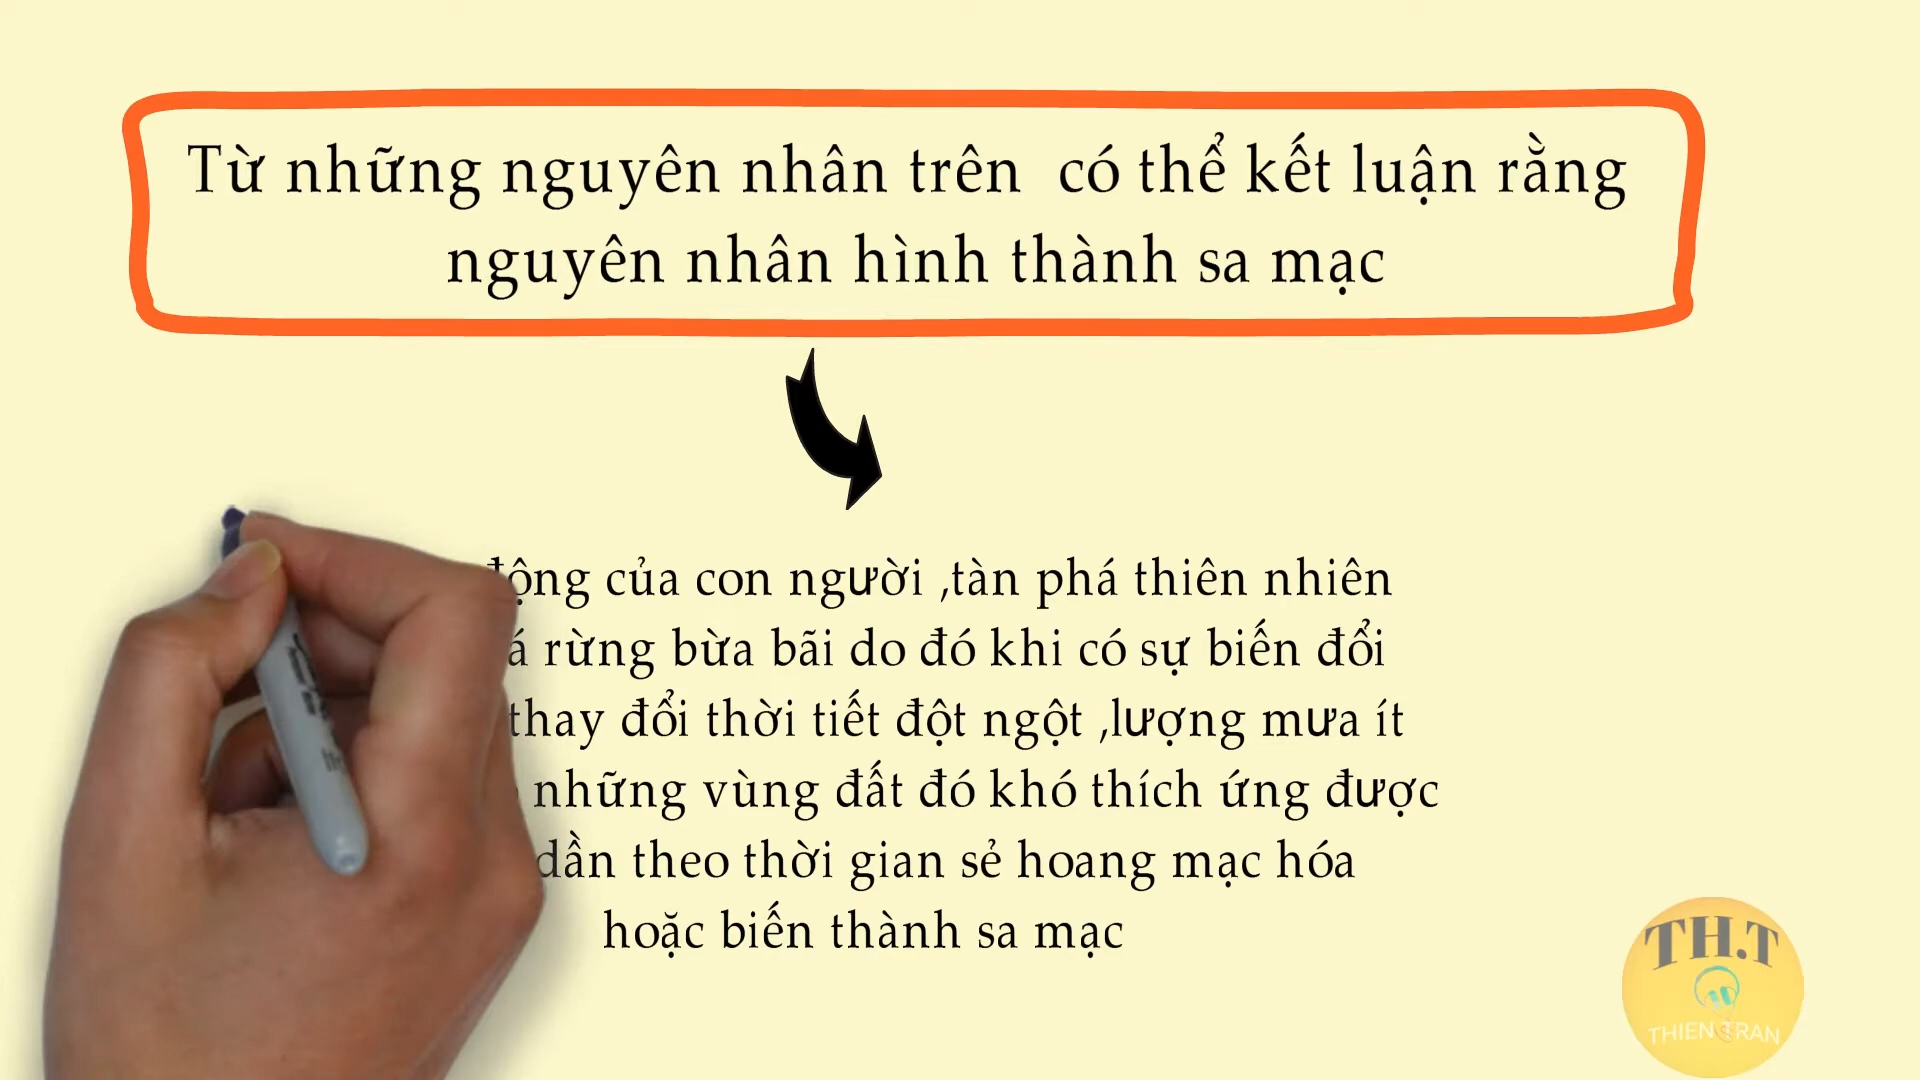 Từ những nguyên nhân trên có thể kết luận rằng
nguyên nhân hình thành sa mạc
động của con người ,tàn phá thiên nhiên
rừng bừa bãi do đó khi có sự biến đổi
thay đổi thời tiết đột ngột ,lượng mưa ít
những vùng đất đó khó thích ứng được
dần theo thời gian sẻ hoang mạc hóa
hoặc biến thành sa mạc
TH.T
THIEN TRAN